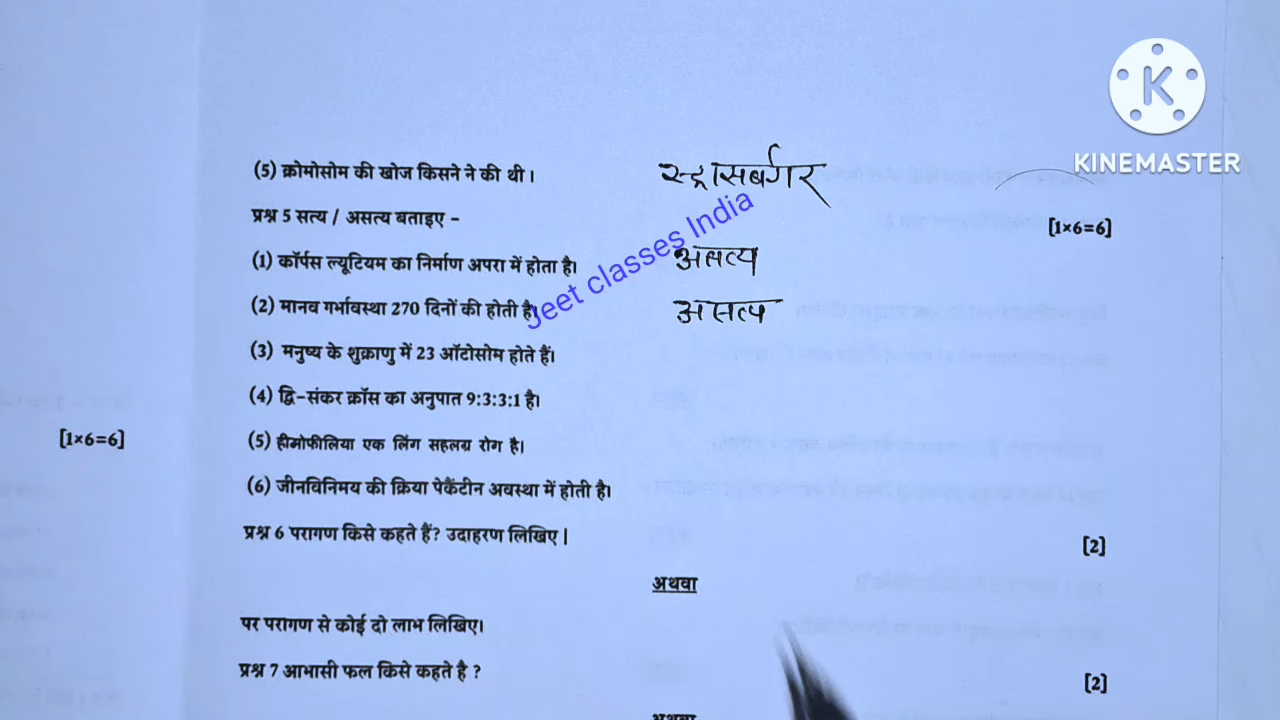 KINEMASTER
(5) क्रोमोसोम की खोज किसने ने की थी। स्ट्रासबर्गर
प्रश्न 5 सत्य / असत्य बताइए – [1×6=6]
(1) कॉर्पस ल्यूटियम का निर्माण अपरा में होता है। असत्य
(2) मानव गर्भावस्था 270 दिनों की होती है। असत्य
Jeet classes India
(3) मनुष्य के शुक्राणु में 23 ऑटोसोम होते हैं।
(4) द्वि-संकर क्रॉस का अनुपात 9:3:3:1 है।
[1×6=6] (5) हीमोफीलिया एक लिंग सहलग्न रोग है।
(6) जीनविनिमय की क्रिया पेकैंटीन अवस्था में होती है।
प्रश्न 6 परागण किसे कहते हैं? उदाहरण लिखिए | [2]
अथवा
पर परागण से कोई दो लाभ लिखिए।
प्रश्न 7 आभासी फल किसे कहते है ? [2]
अथवा